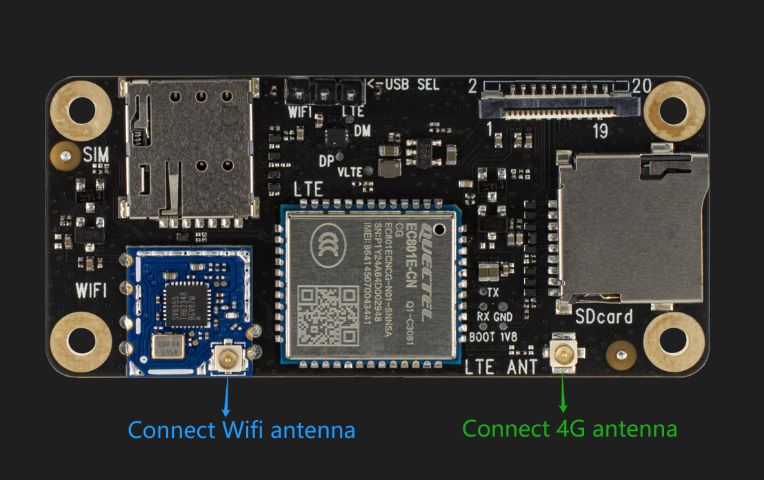 <-USB SEL
2
20
WIFI
LTE
DM
1
19
SIM
DP
VLTE
LTE
QUECTEL
EC801E-CN
Q1-C3081
CG
EC801ECNCG-N01-SNNSA
SN:P1Y24A64D002948
IMEI:864145070043441
WIFI
TX
RX GND
BOOT 1V8
SDcard
LTE ANT
Connect Wifi antenna
Connect 4G antenna